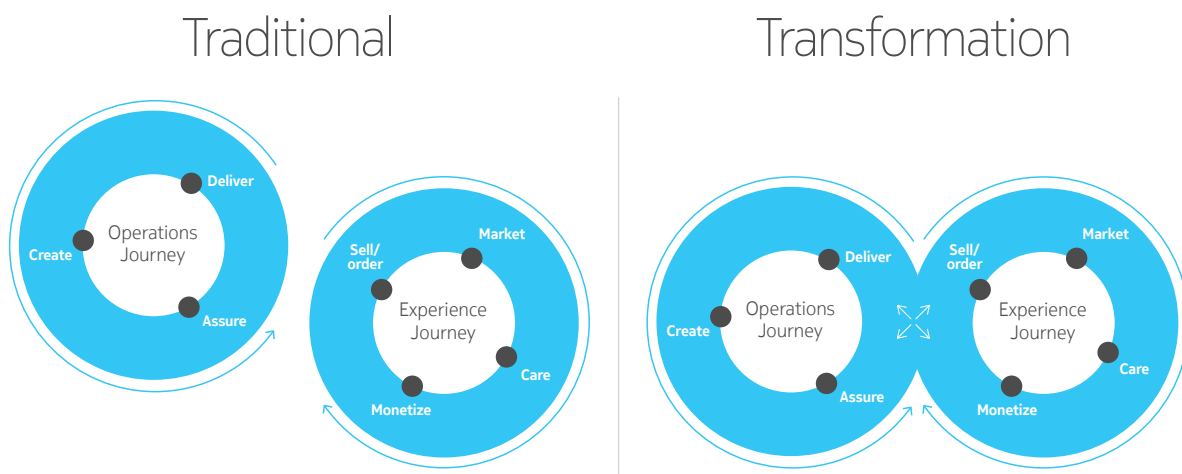 Traditional
Deliver
Operations
Journey
Create
Assure
Market
Sell/
order
Experience
Journey
Care
Monetize
Transformation
Deliver
Operations
Journey
Create
Assure
Market
Sell/
order
Experience
Journey
Care
Monetize